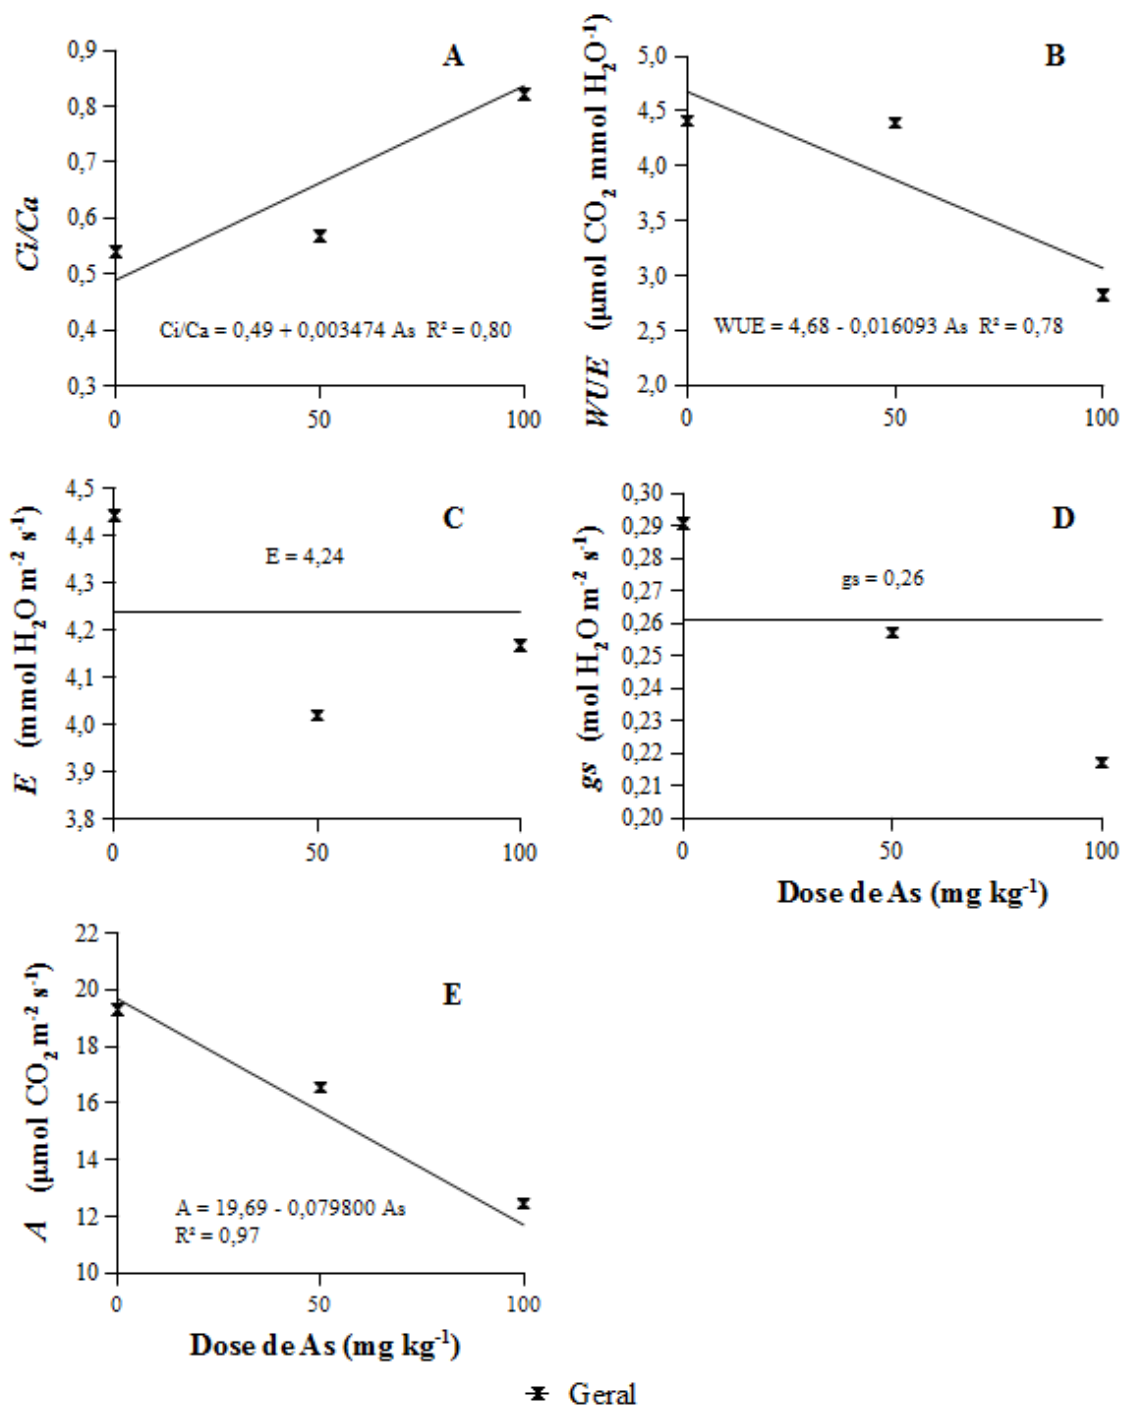 A
0,9
0,8
0,7
0,6
0,5
0,4
0,3
Ci/Ca
Ci/Ca = 0,49 + 0,003474 As R² = 0,80
0 50 100
B
5,0
4,5
4,0
3,5
3,0
2,5
2,0
WUE (µmol CO₂ mmol H₂O⁻¹)
WUE = 4,68 - 0,016093 As R² = 0,78
0 50 100
C
4,5
4,4
4,3
4,2
4,1
4,0
3,9
3,8
E (mmol H₂O m⁻² s⁻¹)
E = 4,24
0 50 100
D
0,30
0,29
0,28
0,27
0,26
0,25
0,24
0,23
0,22
0,21
0,20
gs (mol H₂O m⁻² s⁻¹)
gs = 0,26
0 50 100
Dose de As (mg kg⁻¹)
E
22
20
18
16
14
12
10
A (µmol CO₂ m⁻² s⁻¹)
A = 19,69 - 0,079800 As
R² = 0,97
0 50 100
Dose de As (mg kg⁻¹)
Geral